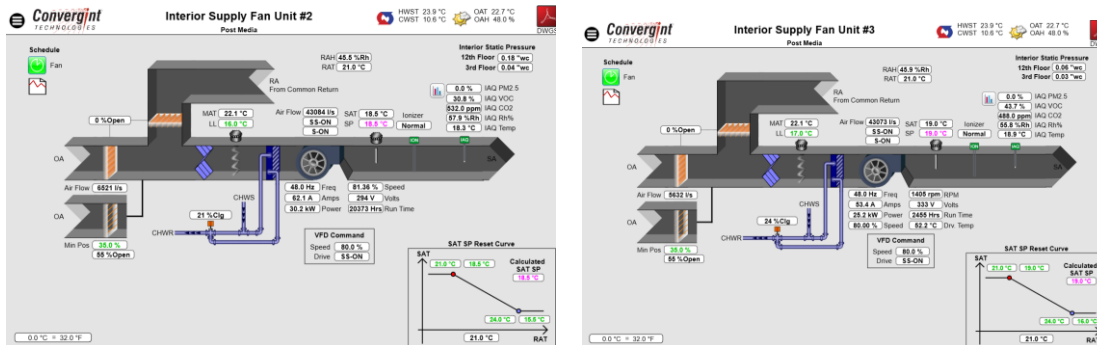 Convergint
TECHNOLOGIES
Interior Supply Fan Unit #2
Post Media
HWST 23.9 °C
CWST 10.6 °C
OAT 22.7 °C
OAH 48.0 %
DWGS
Schedule
Fan
RAH 45.5 %Rh
RAT 21.0 °C
Interior Static Pressure
12th Floor 0.18 "wc
3rd Floor 0.04 "wc
RA
From Common Return
0.0 % IAQ PM2.5
30.8 % IAQ VOC
532.0 ppm IAQ CO2
57.9 %Rh IAQ Rh%
18.3 °C IAQ Temp
0 %Open
MAT 22.1 °C
LL 16.0 °C
Air Flow 43084 l/s
SS-ON
S-ON
SAT 18.5 °C
SP 18.5 °C
Ionizer
Normal
ION
IAQ
OA
SA
Air Flow 6521 l/s
OA
Min Pos 35.0 %
55 %Open
21 %Clg
CHWS
CHWR
48.0 Hz Freq 81.36 % Speed
62.1 A Amps 294 V Volts
30.2 kW Power 20373 Hrs Run Time
VFD Command
Speed 80.0 %
Drive SS-ON
SAT SP Reset Curve
SAT
21.0 °C 18.5 °C
Calculated
SAT SP
18.5 °C
24.0 °C 15.5 °C
21.0 °C RAT
0.0 °C = 32.0 °F
Convergint
TECHNOLOGIES
Interior Supply Fan Unit #3
Post Media
HWST 23.9 °C
CWST 10.6 °C
OAT 22.7 °C
OAH 48.0 %
Schedule
Fan
RAH 45.9 %Rh
RAT 21.0 °C
Interior Static Pressure
12th Floor 0.06 "wc
3rd Floor 0.03 "wc
RA
From Common Return
0.0 % IAQ PM2.5
43.7 % IAQ VOC
488.0 ppm IAQ CO2
55.8 %Rh IAQ Rh%
18.9 °C IAQ Temp
0 %Open
MAT 22.1 °C
LL 17.0 °C
Air Flow 43073 l/s
SS-ON
S-ON
SAT 19.0 °C
SP 19.0 °C
Ionizer
Normal
ION
IAQ
OA
SA
Air Flow 5632 l/s
OA
Min Pos 35.0 %
55 %Open
24 %Clg
CHWS
CHWR
48.0 Hz Freq 1405 rpm RPM
53.4 A Amps 333 V Volts
25.2 kW Power 2455 Hrs Run Time
80.00 % Speed 52.2 °C Drv. Temp
VFD Command
Speed 80.0 %
Drive SS-ON
SAT SP Reset Curve
SAT
21.0 °C 19.0 °C
Calculated
SAT SP
19.0 °C
24.0 °C 16.0 °C
21.0 °C RAT
0.0 °C = 32.0 °F